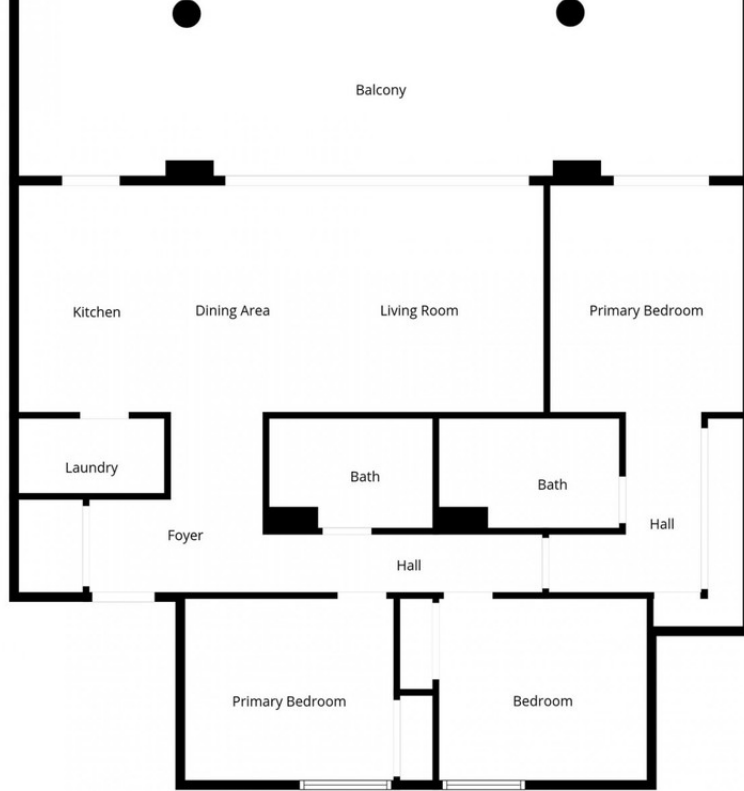 Balcony
Kitchen
Dining Area
Living Room
Primary Bedroom
Laundry
Bath
Bath
Foyer
Hall
Hall
Primary Bedroom
Bedroom